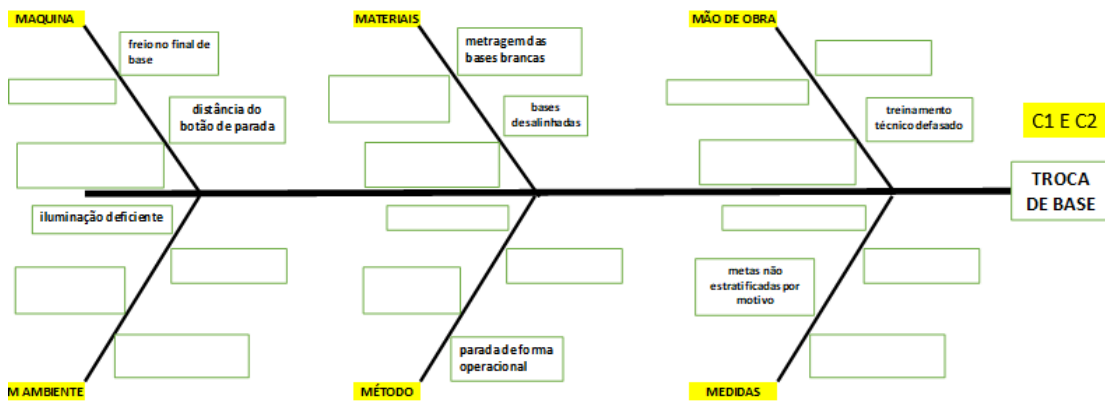 MAQUINA
MATERIAIS
MÃO DE OBRA
freio no final de
base
metragem das
bases brancas
distância do
botão de parada
bases
desalinhadas
treinamento
técnico defasado
C1 E C2
TROCA
DE BASE
iluminação deficiente
metas não
estratificadas por
motivo
parada de forma
operacional
M AMBIENTE
MÉTODO
MEDIDAS